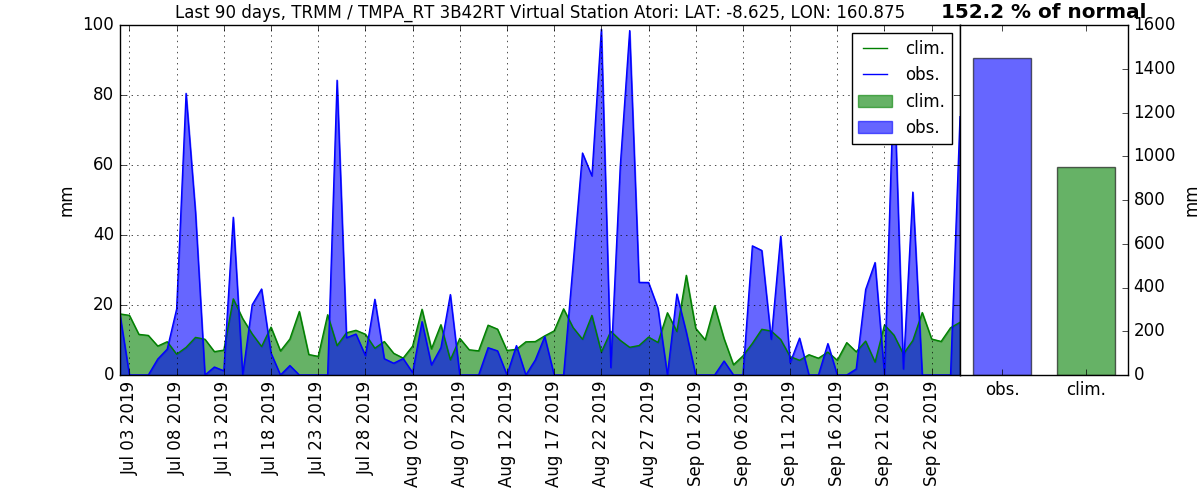 Last 90 days, TRMM / TMPA_RT 3B42RT Virtual Station Atori: LAT: -8.625, LON: 160.875
152.2 % of normal
mm
100
80
60
40
20
0
clim.
obs.
clim.
obs.
1600
1400
1200
1000
800
600
400
200
0
mm
Jul 03 2019
Jul 08 2019
Jul 13 2019
Jul 18 2019
Jul 23 2019
Jul 28 2019
Aug 02 2019
Aug 07 2019
Aug 12 2019
Aug 17 2019
Aug 22 2019
Aug 27 2019
Sep 01 2019
Sep 06 2019
Sep 11 2019
Sep 16 2019
Sep 21 2019
Sep 26 2019
obs.
clim.